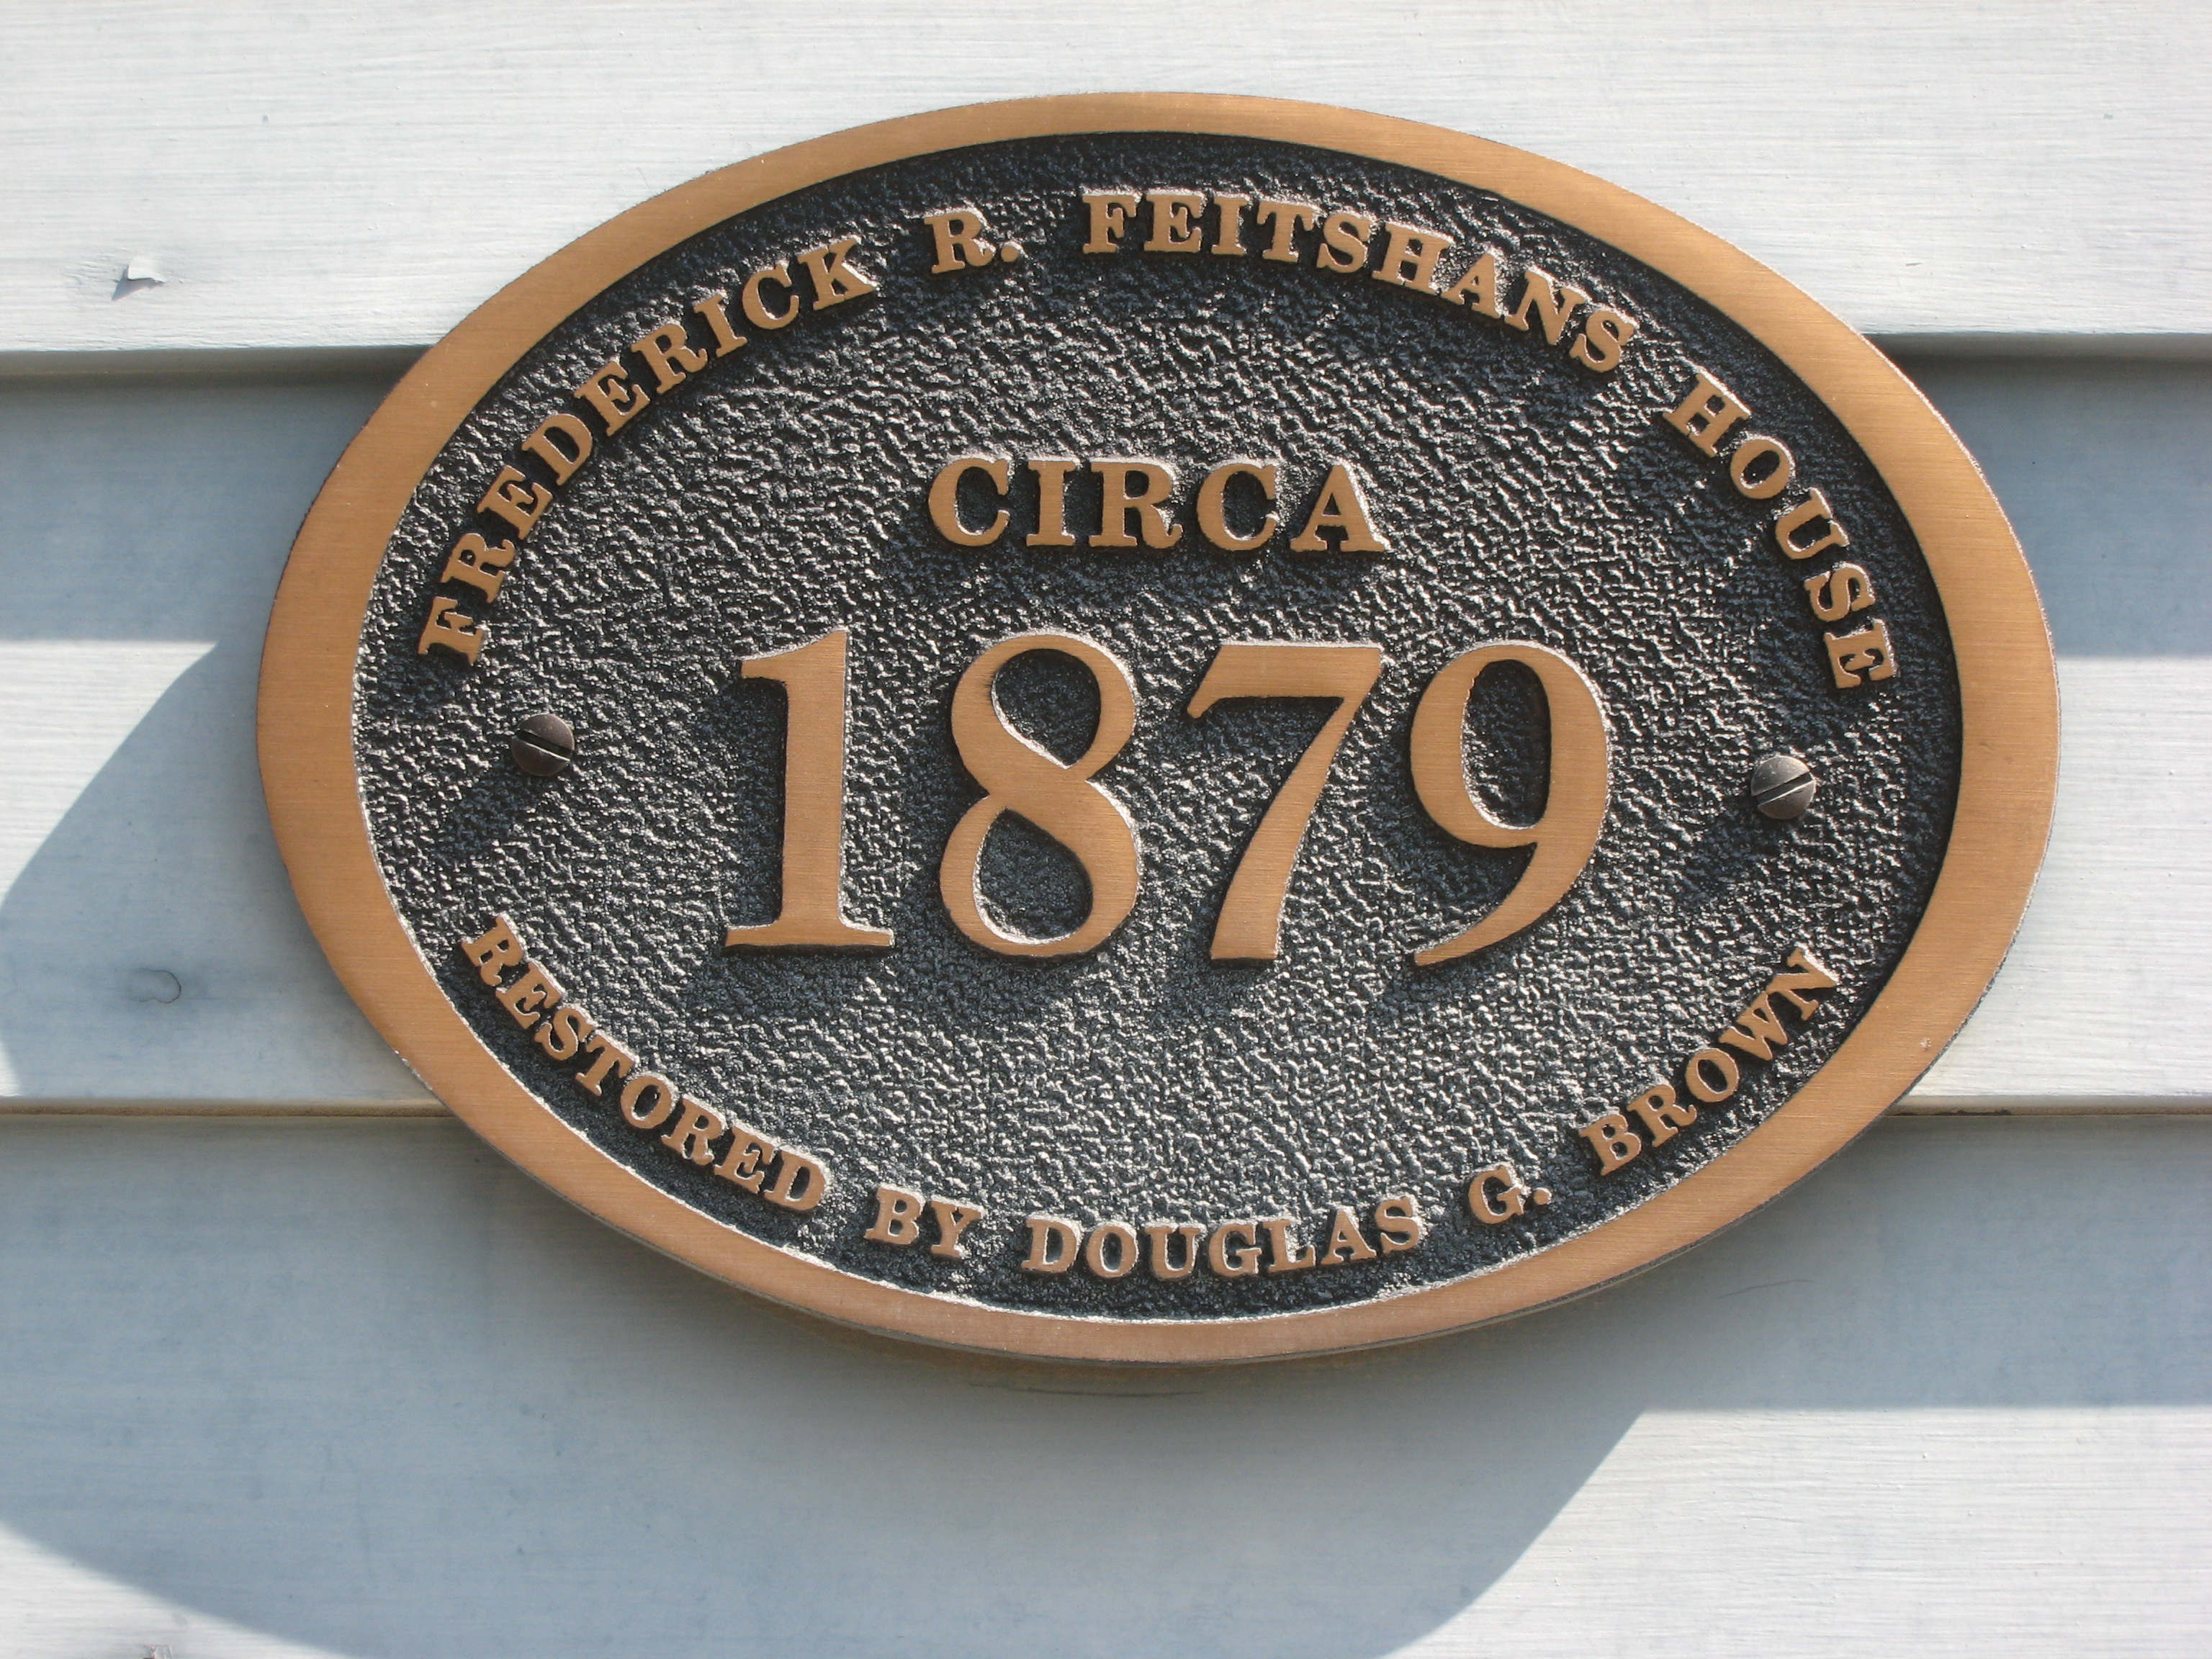 FREDERICK R. FEITSHANS HOUSE
CIRCA
1879
RESTORED BY DOUGLAS G. BROWN